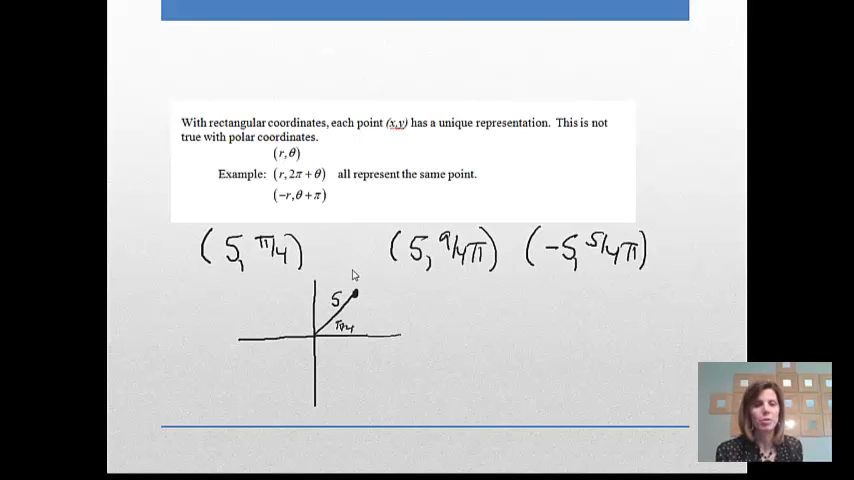 With rectangular coordinates, each point (x,y) has a unique representation. This is not
true with polar coordinates.
(r,θ)
Example: (r,2π+θ) all represent the same point.
(−r,θ+π)
(5, π/4) (5, 9/4π) (−5, 5/4π)
5
π/4